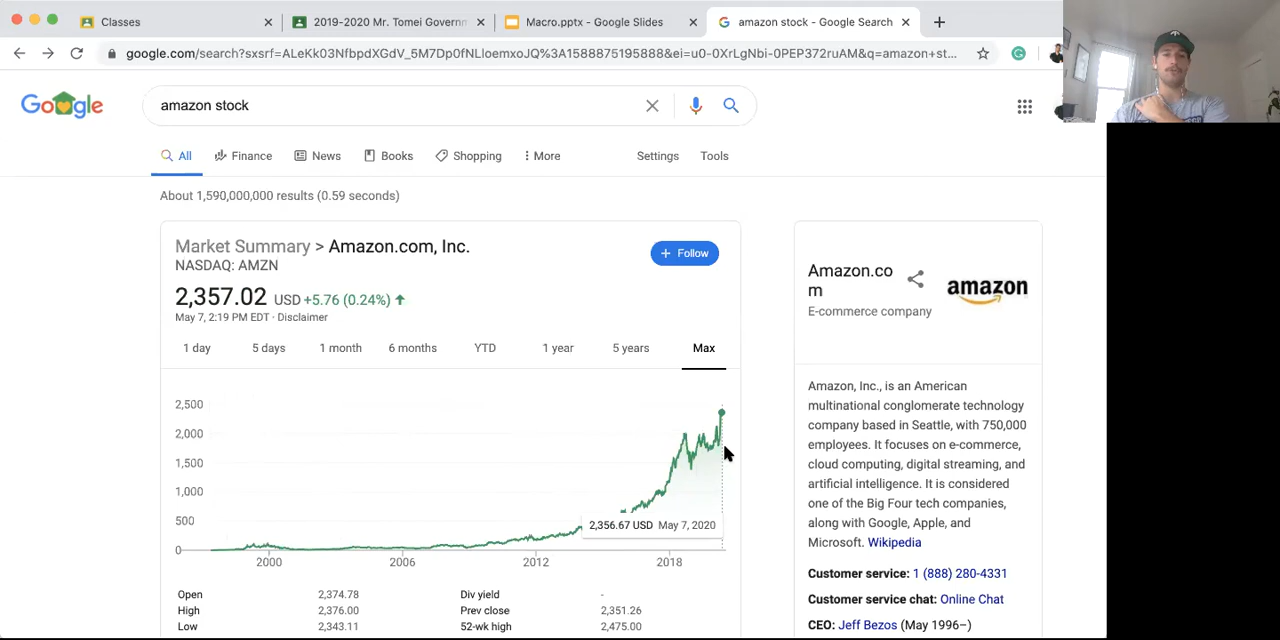 Classes
2019-2020 Mr. Tomei Governm
Macro.pptx - Google Slides
amazon stock - Google Search
google.com/search?sxsrf=ALeKk03NfbpdXGdV_5M7Dp0fNLloemxoJQ%3A1588875195888&ei=u0-0XrLgNbi-0PEP372ruAM&q=amazon+st...
Google
amazon stock
All
Finance
News
Books
Shopping
More
Settings
Tools
About 1,590,000,000 results (0.59 seconds)
Market Summary > Amazon.com, Inc.
NASDAQ: AMZN
Follow
2,357.02 USD +5.76 (0.24%)
May 7, 2:19 PM EDT · Disclaimer
1 day
5 days
1 month
6 months
YTD
1 year
5 years
Max
2,500
2,000
1,500
1,000
500
0
2,356.67 USD May 7, 2020
2000
2006
2012
2018
Open 2,374.78
High 2,376.00
Low 2,343.11
Div yield -
Prev close 2,351.26
52-wk high 2,475.00
Amazon.co
m
E-commerce company
amazon
Amazon, Inc., is an American
multinational conglomerate technology
company based in Seattle, with 750,000
employees. It focuses on e-commerce,
cloud computing, digital streaming, and
artificial intelligence. It is considered
one of the Big Four tech companies,
along with Google, Apple, and
Microsoft. Wikipedia
Customer service: 1 (888) 280-4331
Customer service chat: Online Chat
CEO: Jeff Bezos (May 1996–)